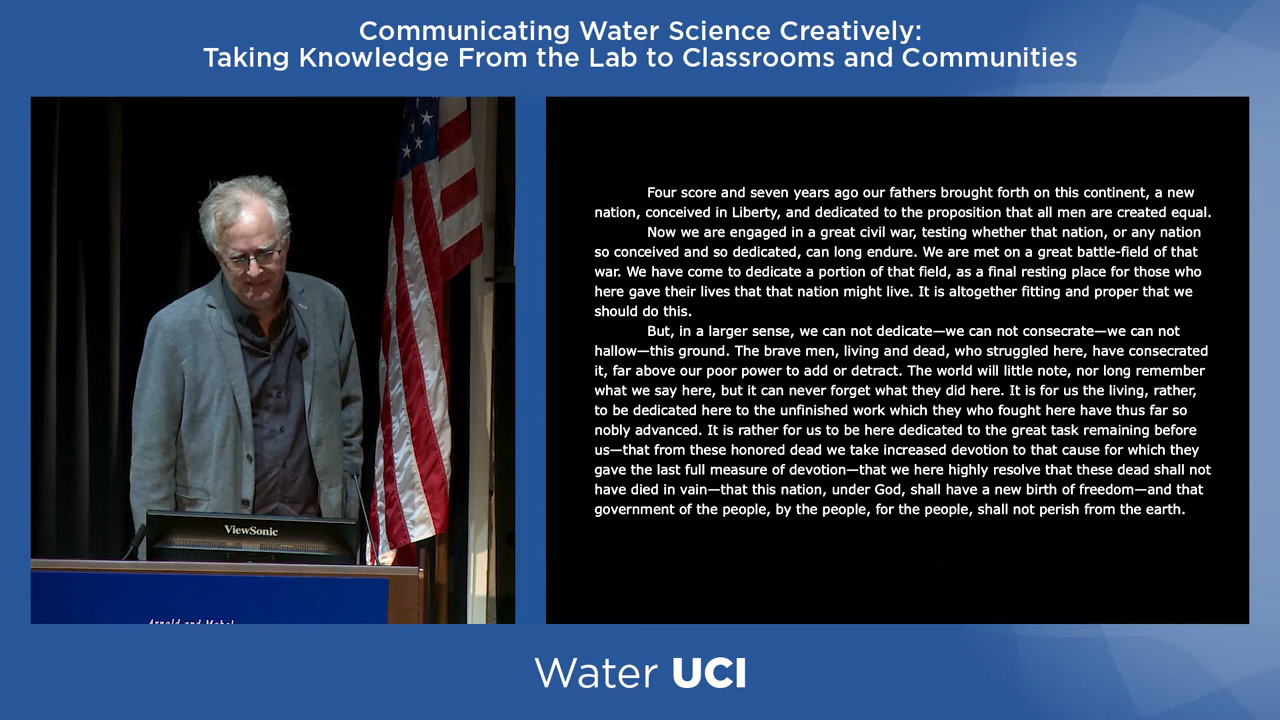 Communicating Water Science Creatively:
Taking Knowledge From the Lab to Classrooms and Communities
ViewSonic
Arnold and Mabel
Four score and seven years ago our fathers brought forth on this continent, a new
nation, conceived in Liberty, and dedicated to the proposition that all men are created equal.
Now we are engaged in a great civil war, testing whether that nation, or any nation
so conceived and so dedicated, can long endure. We are met on a great battle-field of that
war. We have come to dedicate a portion of that field, as a final resting place for those who
here gave their lives that that nation might live. It is altogether fitting and proper that we
should do this.
But, in a larger sense, we can not dedicate—we can not consecrate—we can not
hallow—this ground. The brave men, living and dead, who struggled here, have consecrated
it, far above our poor power to add or detract. The world will little note, nor long remember
what we say here, but it can never forget what they did here. It is for us the living, rather,
to be dedicated here to the unfinished work which they who fought here have thus far so
nobly advanced. It is rather for us to be here dedicated to the great task remaining before
us—that from these honored dead we take increased devotion to that cause for which they
gave the last full measure of devotion—that we here highly resolve that these dead shall not
have died in vain—that this nation, under God, shall have a new birth of freedom—and that
government of the people, by the people, for the people, shall not perish from the earth.
Water UCI